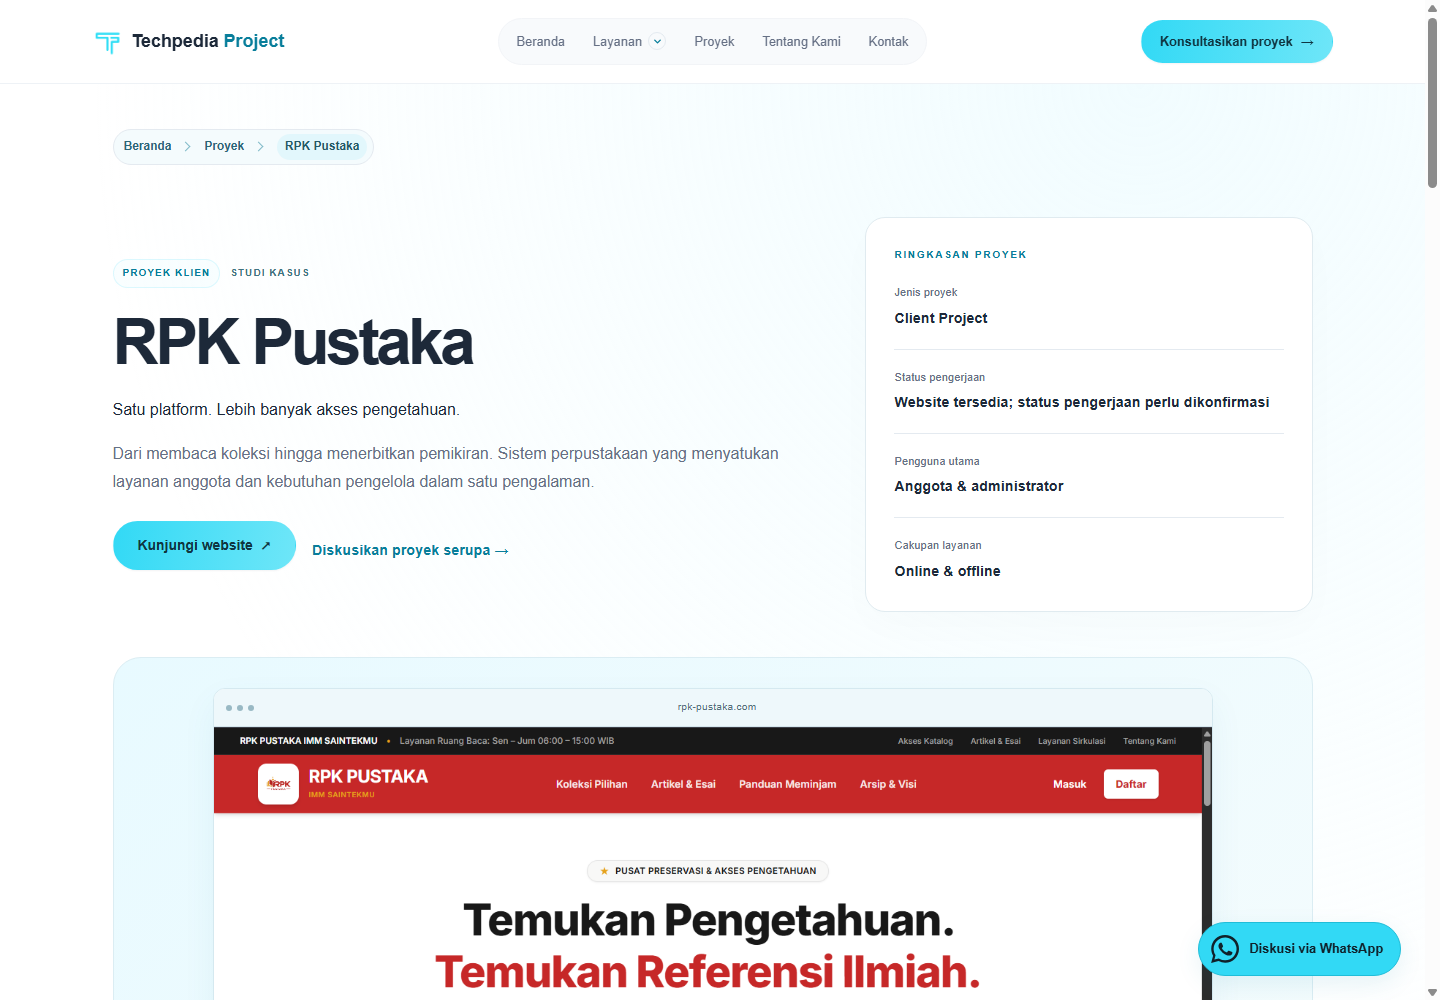 Techpedia Project
Beranda
Layanan
Proyek
Tentang Kami
Kontak
Konsultasikan proyek →
Beranda
Proyek
RPK Pustaka
PROYEK KLIEN
STUDI KASUS
RPK Pustaka
Satu platform. Lebih banyak akses pengetahuan.
Dari membaca koleksi hingga menerbitkan pemikiran. Sistem perpustakaan yang menyatukan
layanan anggota dan kebutuhan pengelola dalam satu pengalaman.
Kunjungi website ↗
Diskusikan proyek serupa →
RINGKASAN PROYEK
Jenis proyek
Client Project
Status pengerjaan
Website tersedia; status pengerjaan perlu dikonfirmasi
Pengguna utama
Anggota & administrator
Cakupan layanan
Online & offline
rpk-pustaka.com
RPK PUSTAKA IMM SAINTEKMU • Layanan Ruang Baca: Sen – Jum 06:00 – 15:00 WIB
Akses Katalog
Artikel & Esai
Layanan Sirkulasi
Tentang Kami
RPK
RPK PUSTAKA
IMM SAINTEKMU
Koleksi Pilihan
Artikel & Esai
Panduan Meminjam
Arsip & Visi
Masuk
Daftar
★ PUSAT PRESERVASI & AKSES PENGETAHUAN
Temukan Pengetahuan.
Temukan Referensi Ilmiah.
Diskusi via WhatsApp